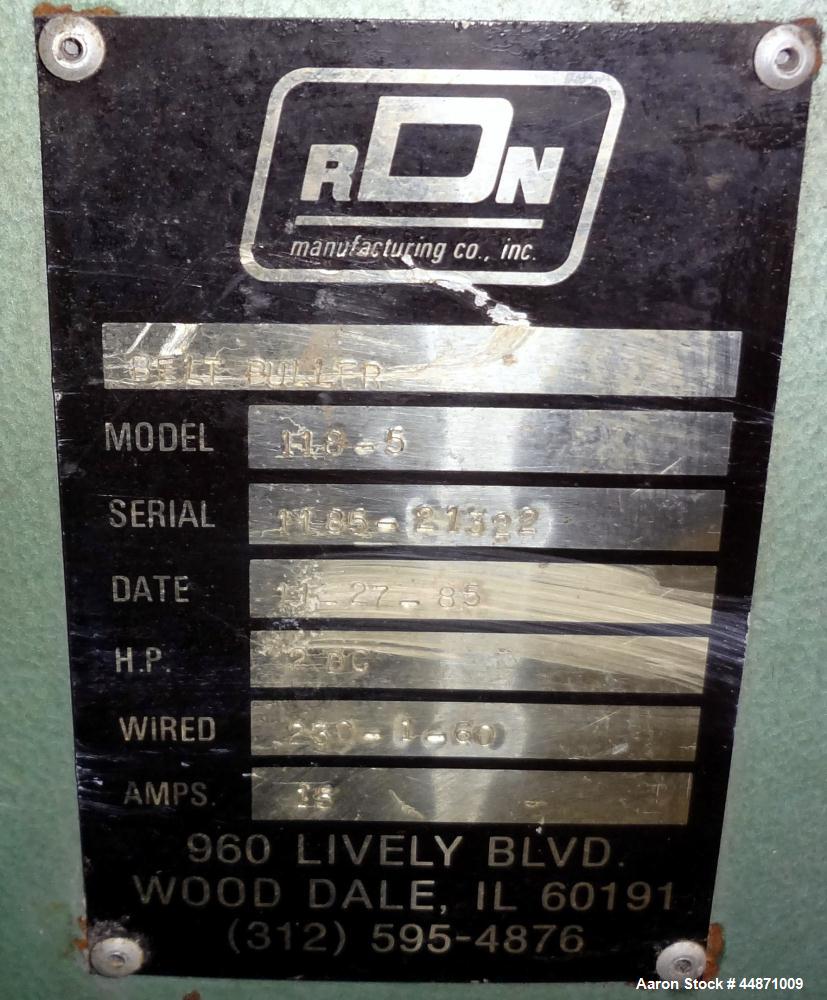 RDN
manufacturing co., inc.
BELT PULLER
MODEL 118-5
SERIAL 1185-21322
DATE 11-27-85
H.P. 2 DC
WIRED 230-1-60
AMPS. 15
960 LIVELY BLVD.
WOOD DALE, IL 60191
(312) 595-4876
Aaron Stock # 44871009